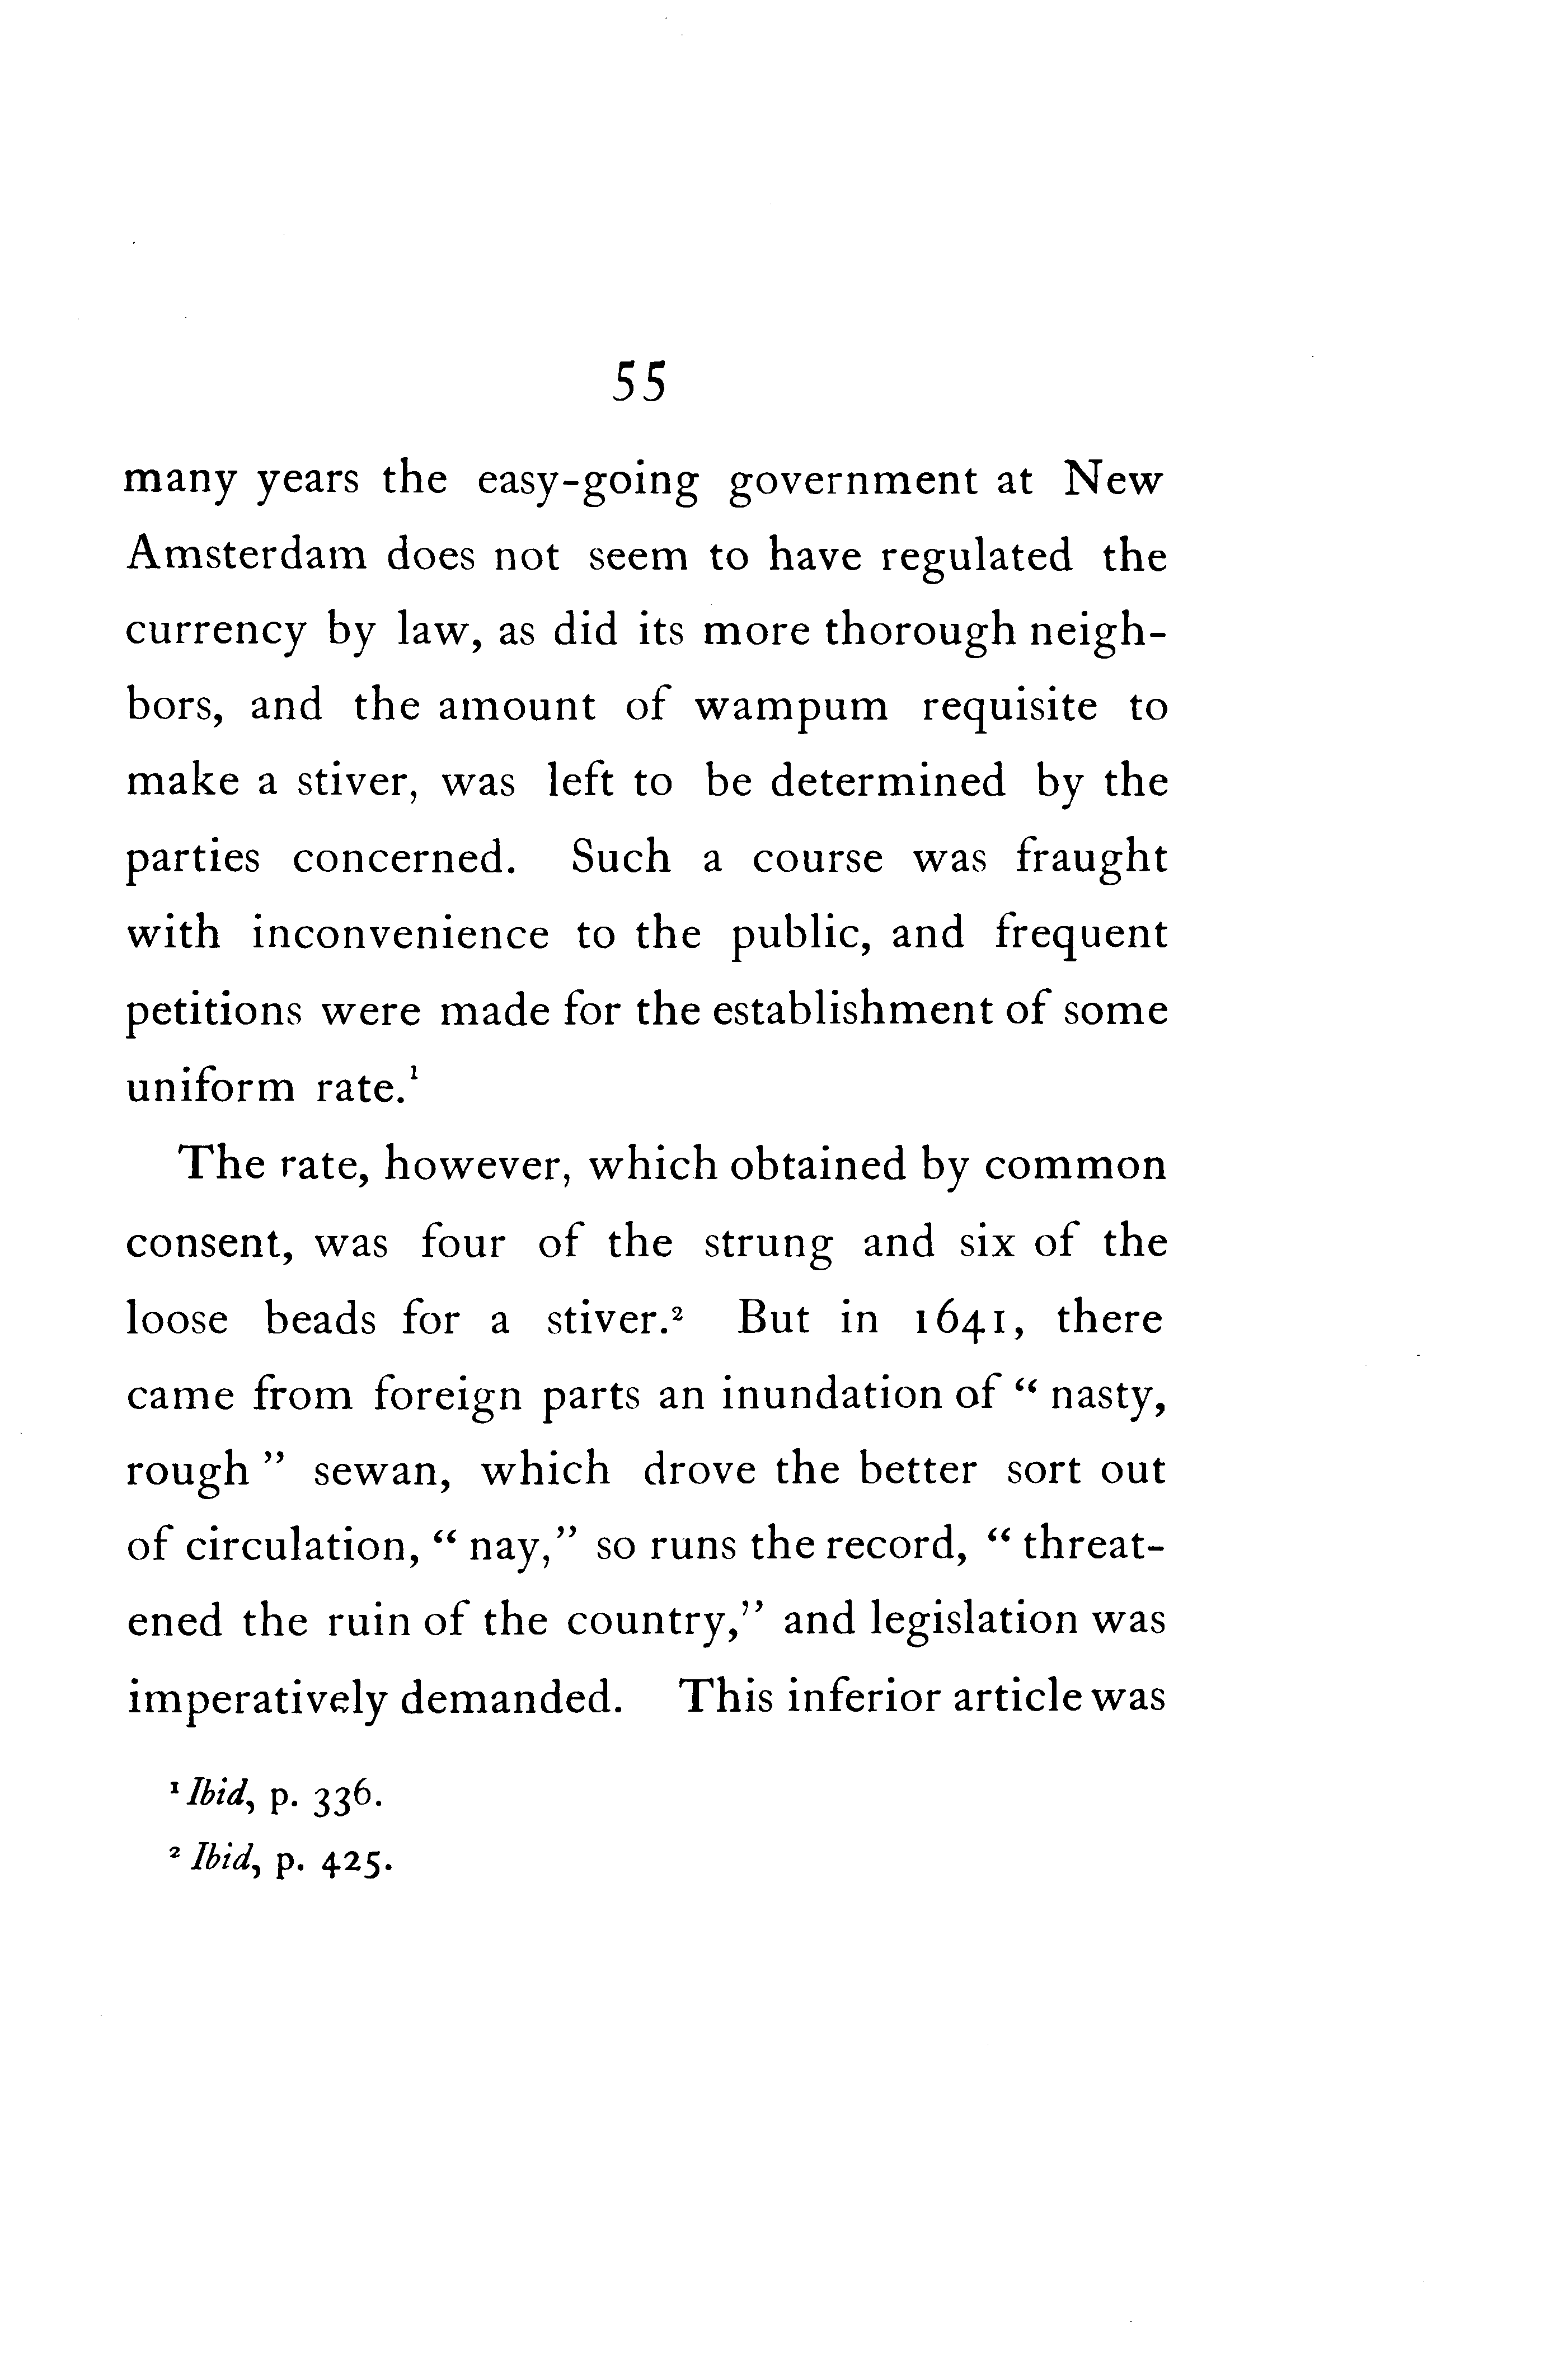 55
many years the easy-going government at New
Amsterdam does not seem to have regulated the
currency by law, as did its more thorough neigh-
bors, and the amount of wampum requisite to
make a stiver, was left to be determined by the
parties concerned. Such a course was fraught
with inconvenience to the public, and frequent
petitions were made for the establishment of some
uniform rate.¹
The rate, however, which obtained by common
consent, was four of the strung and six of the
loose beads for a stiver.² But in 1641, there
came from foreign parts an inundation of “ nasty,
rough ” sewan, which drove the better sort out
of circulation, “ nay,” so runs the record, “ threat-
ened the ruin of the country,” and legislation was
imperatively demanded. This inferior article was
¹ Ibid, p. 336.
² Ibid, p. 425.